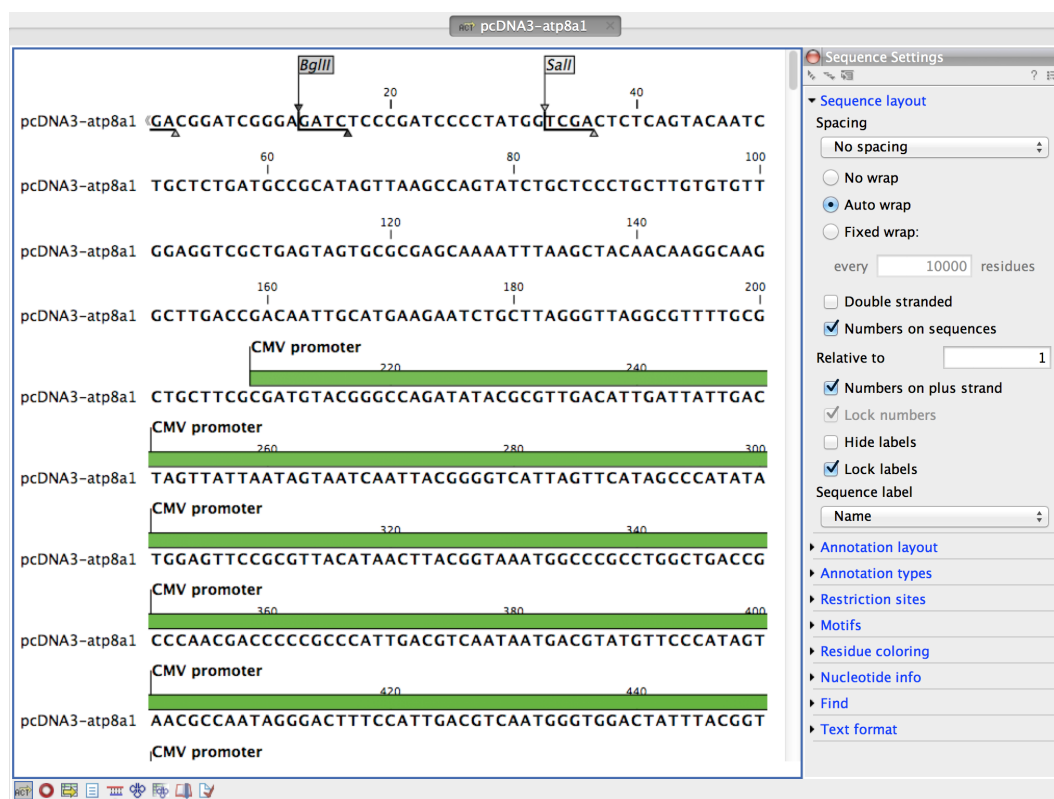 ACT pcDNA3-atp8a1
BglII SalI
20 40
pcDNA3-atp8a1 GACGGATCGGGAGATCTCCCGATCCCCTATGGTCGACTCTCAGTACAATC
60 80 100
pcDNA3-atp8a1 TGCTCTGATGCCGCATAGTTAAGCCAGTATCTGCTCCCTGCTTGTGTGTT
120 140
pcDNA3-atp8a1 GGAGGTCGCTGAGTAGTGCGCGAGCAAAATTTAAGCTACAACAAGGCAAG
160 180 200
pcDNA3-atp8a1 GCTTGACCGACAATTGCATGAAGAATCTGCTTAGGGTTAGGCGTTTTGCG
CMV promoter
220 240
pcDNA3-atp8a1 CTGCTTCGCGATGTACGGGCCAGATATACGCGTTGACATTGATTATTGAC
CMV promoter
260 280 300
pcDNA3-atp8a1 TAGTTATTAATAGTAATCAATTACGGGGTCATTAGTTCATAGCCCATATA
CMV promoter
320 340
pcDNA3-atp8a1 TGGAGTTCCGCGTTACATAACTTACGGTAAATGGCCCGCCTGGCTGACCG
CMV promoter
360 380 400
pcDNA3-atp8a1 CCCAACGACCCCCGCCCATTGACGTCAATAATGACGTATGTTCCCATAGT
CMV promoter
420 440
pcDNA3-atp8a1 AACGCCAATAGGGACTTTCCATTGACGTCAATGGGTGGACTATTTACGGT
CMV promoter
Sequence Settings
?
Sequence layout
Spacing
No spacing
No wrap
Auto wrap
Fixed wrap:
every 10000 residues
Double stranded
Numbers on sequences
Relative to 1
Numbers on plus strand
Lock numbers
Hide labels
Lock labels
Sequence label
Name
Annotation layout
Annotation types
Restriction sites
Motifs
Residue coloring
Nucleotide info
Find
Text format
ACT